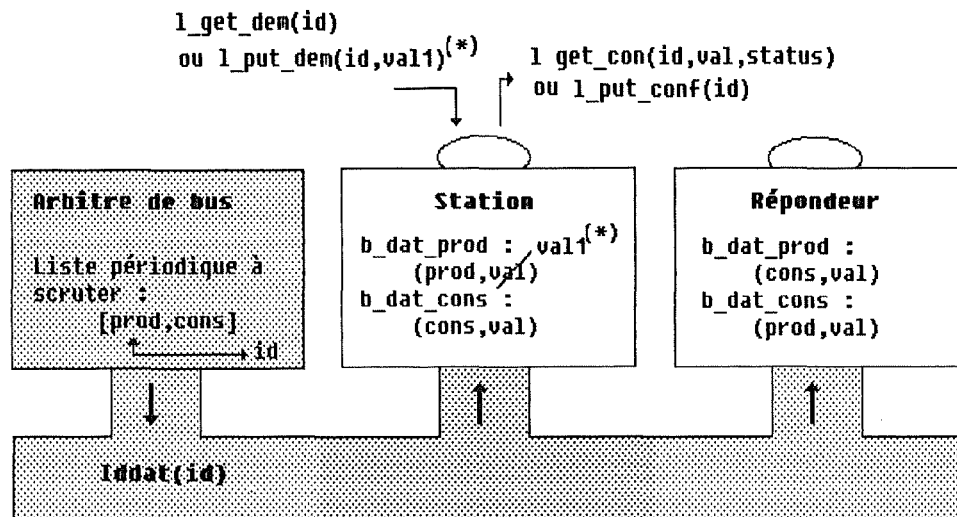 l_get_dem(id)
ou l_put_dem(id,val1)(*)
l get_con(id,val,status)
ou l_put_conf(id)
Arbitre de bus
Liste périodique à
scruter :
[prod,cons]
id
Station
b_dat_prod : val1(*)
(prod,val)
b_dat_cons :
(cons,val)
Répondeur
b_dat_prod :
(cons,val)
b_dat_cons :
(prod,val)
Iddat(id)